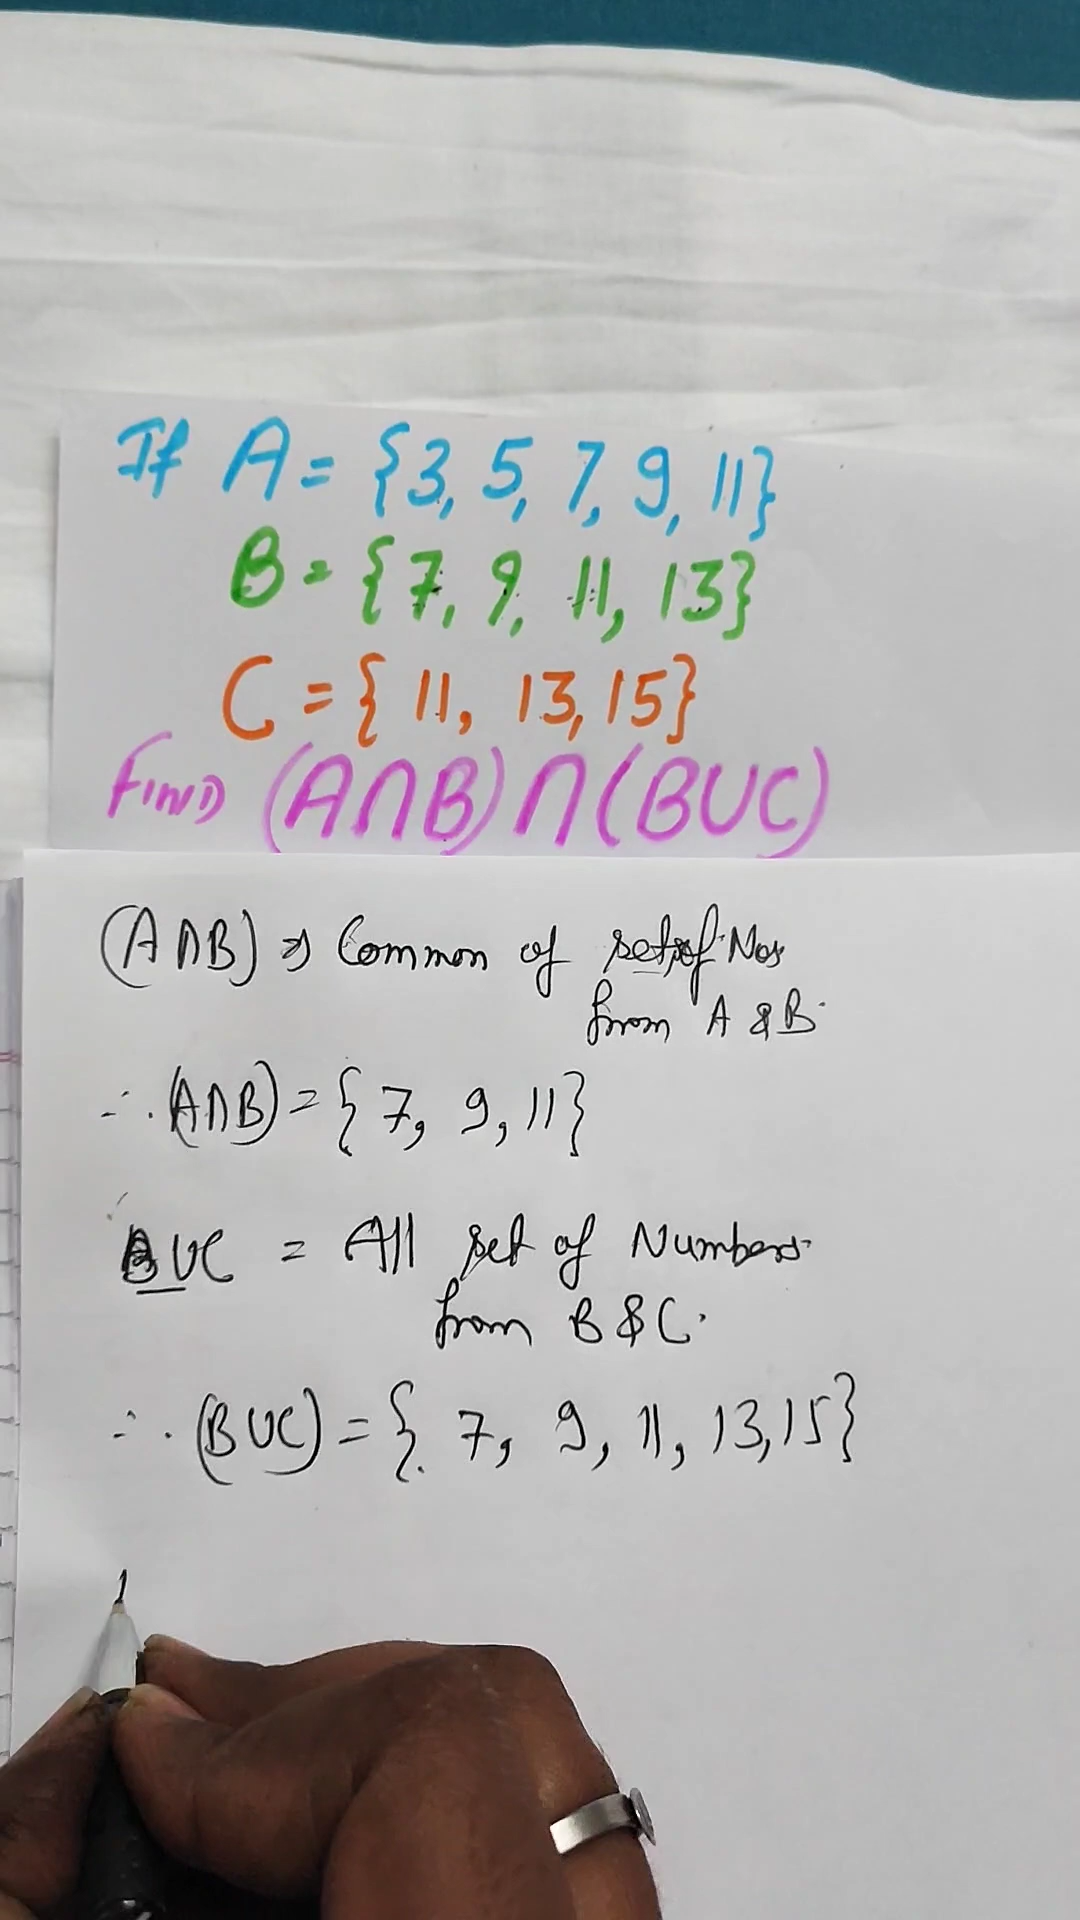 If A = {3, 5, 7, 9, 11}
B = {7, 9, 11, 13}
C = { 11, 13, 15}
FIND (A∩B)∩(B∪C)
(A∩B) ⇒ Common of set of Nos
from A & B.
∴ (A∩B) = { 7, 9, 11}
B∪C = All set of Numbers
from B & C.
∴ (B∪C) = { 7, 9, 11, 13, 15}